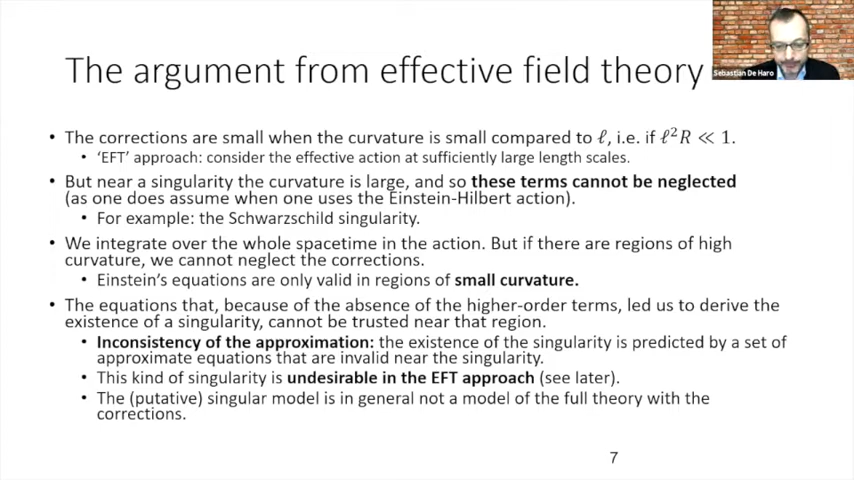 Sebastian De Haro
The argument from effective field theory
• The corrections are small when the curvature is small compared to ℓ, i.e. if ℓ²R ≪ 1.
• ‘EFT’ approach: consider the effective action at sufficiently large length scales.
• But near a singularity the curvature is large, and so these terms cannot be neglected
(as one does assume when one uses the Einstein-Hilbert action).
• For example: the Schwarzschild singularity.
• We integrate over the whole spacetime in the action. But if there are regions of high
curvature, we cannot neglect the corrections.
• Einstein's equations are only valid in regions of small curvature.
• The equations that, because of the absence of the higher-order terms, led us to derive the
existence of a singularity, cannot be trusted near that region.
• Inconsistency of the approximation: the existence of the singularity is predicted by a set of
approximate equations that are invalid near the singularity.
• This kind of singularity is undesirable in the EFT approach (see later).
• The (putative) singular model is in general not a model of the full theory with the
corrections.
7